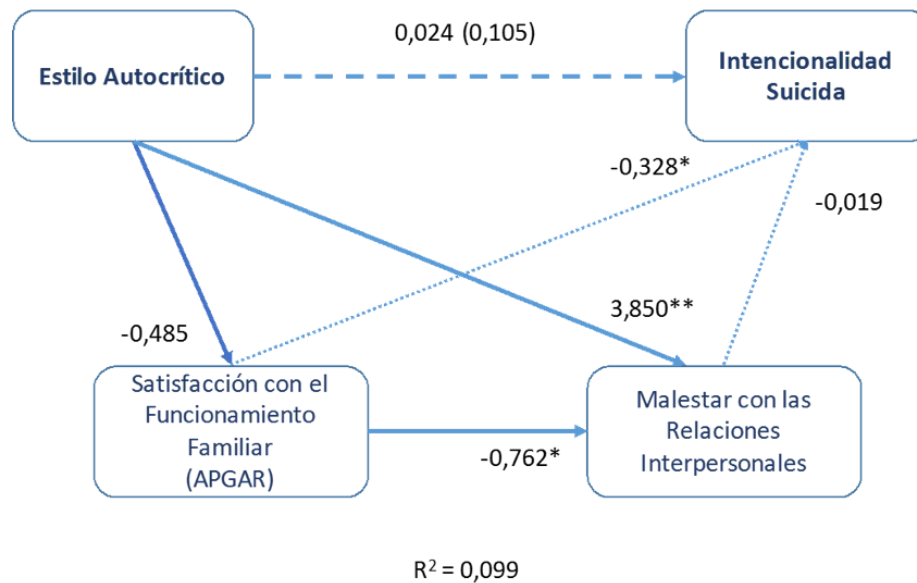 0,024 (0,105)
Estilo Autocrítico
Intencionalidad
Suicida
-0,328*
-0,019
3,850**
-0,485
Satisfacción con el
Funcionamiento
Familiar
(APGAR)
Malestar con las
Relaciones
Interpersonales
-0,762*
R² = 0,099